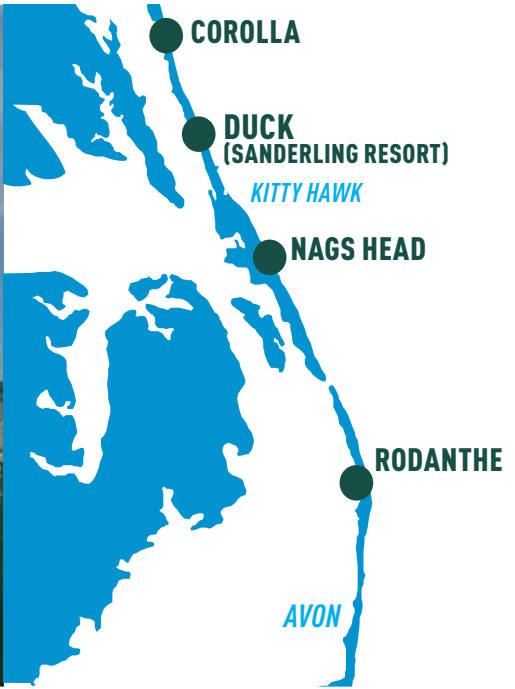 COROLLA
DUCK
(SANDERLING RESORT)
KITTY HAWK
NAGS HEAD
RODANTHE
AVON